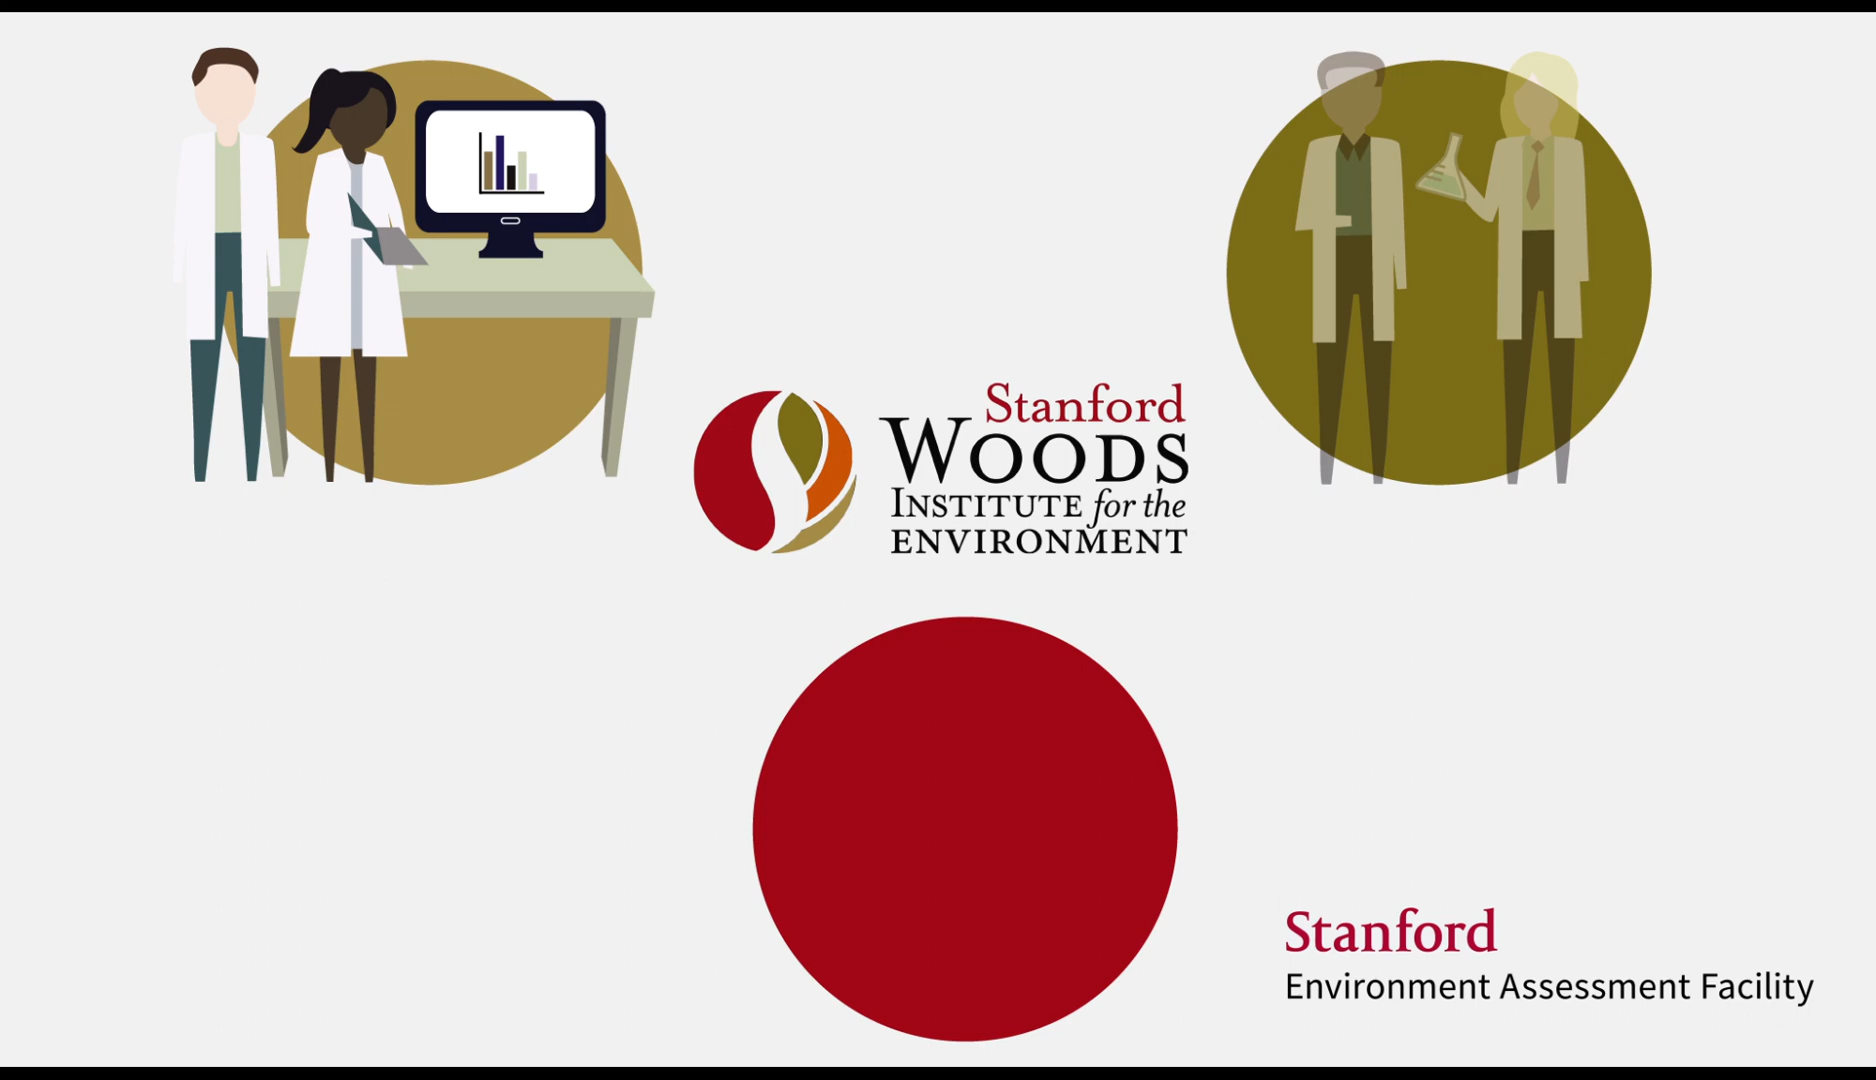 Stanford
WOODS
INSTITUTE for the
ENVIRONMENT
Stanford
Environment Assessment Facility